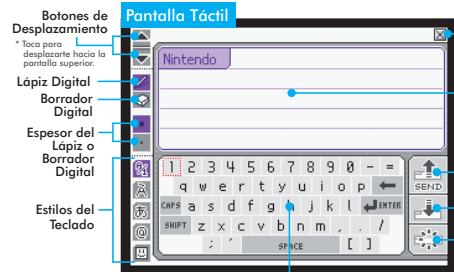 Botones de
Desplazamiento
* Toca para
desplazarte hacia la
pantalla superior.
Lápiz Digital
Borrador
Digital
Espesor del
Lápiz o
Borrador
Digital
Estilos del
Teclado
Pantalla Táctil
Nintendo
1 2 3 4 5 6 7 8 9 0 - =
q w e r t y u i o p ←
CAPS a s d f g h j k l ENTER
SHIFT z x c v b n m , . /
; ´ SPACE [ ]
あ
@
SEND